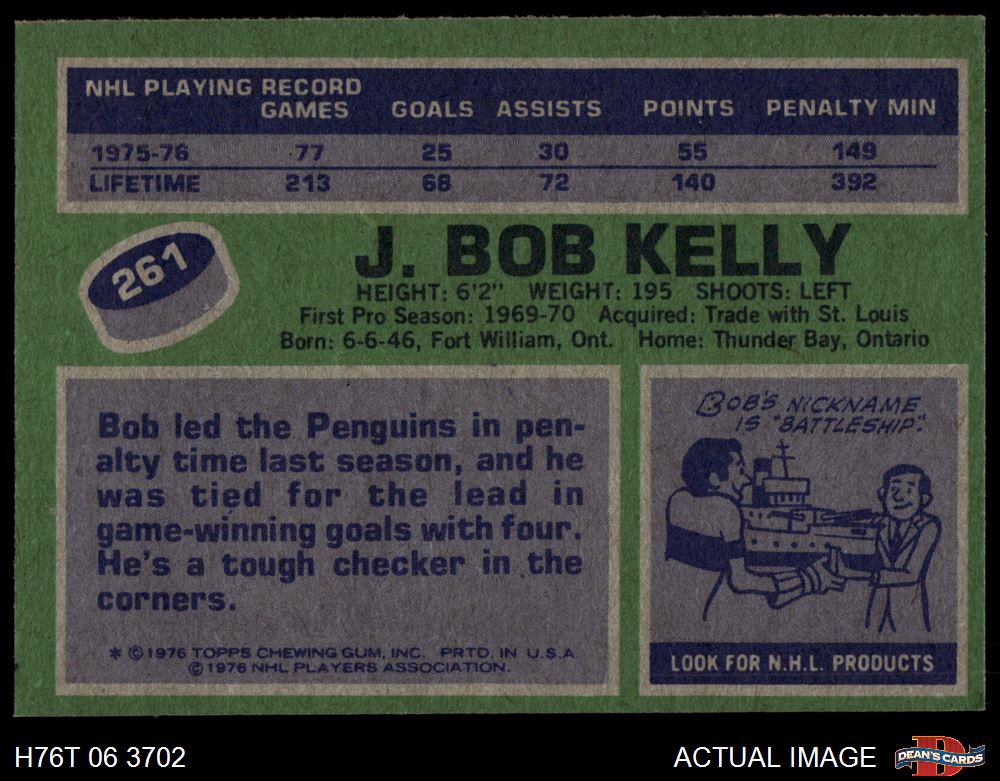 NHL PLAYING RECORD
GAMES GOALS ASSISTS POINTS PENALTY MIN
1975-76 77 25 30 55 149
LIFETIME 213 68 72 140 392
261
J. BOB KELLY
HEIGHT: 6'2" WEIGHT: 195 SHOOTS: LEFT
First Pro Season: 1969-70 Acquired: Trade with St. Louis
Born: 6-6-46, Fort William, Ont. Home: Thunder Bay, Ontario
Bob led the Penguins in pen-
alty time last season, and he
was tied for the lead in
game-winning goals with four.
He's a tough checker in the
corners.
* © 1976 TOPPS CHEWING GUM, INC. PRTD. IN U.S.A.
© 1976 NHL PLAYERS ASSOCIATION.
BOB'S NICKNAME
IS "BATTLESHIP."
LOOK FOR N.H.L. PRODUCTS
H76T 06 3702
ACTUAL IMAGE
D
DEAN'S CARDS